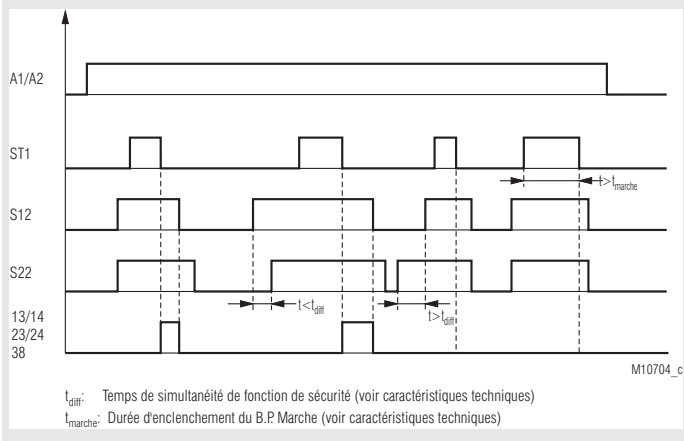 A1/A2
ST1
t>tmarche
S12
S22
t<tdiff
t>tdiff
13/14
23/24
38
M10704_c
tdiff: Temps de simultanéité de fonction de sécurité (voir caractéristiques techniques)
tmarche: Durée d'enclenchement du B.P. Marche (voir caractéristiques techniques)